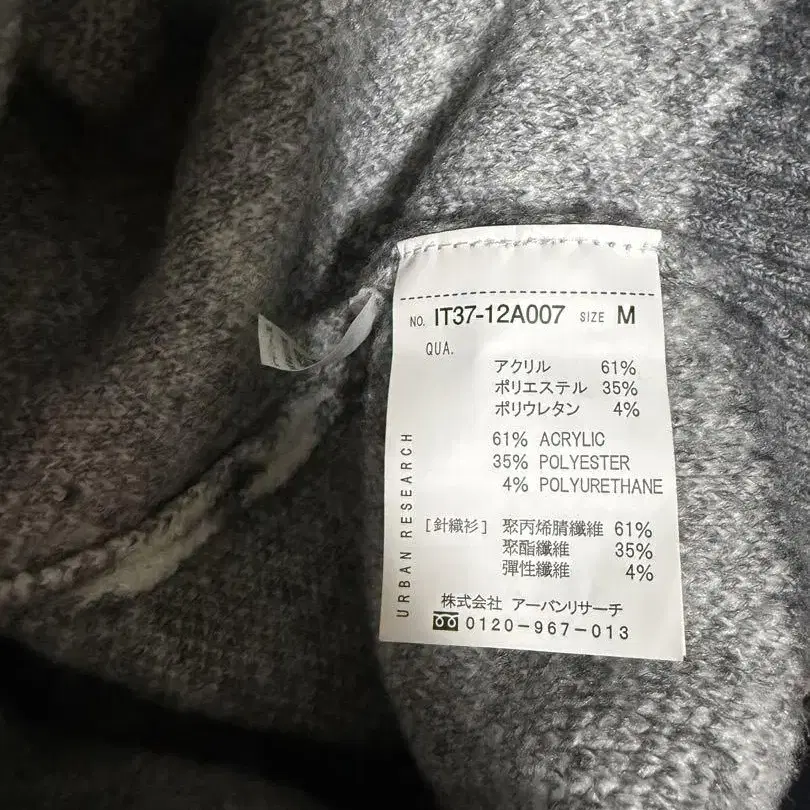 NO. IT37-12A007 SIZE M
QUA.
アクリル 61%
ポリエステル 35%
ポリウレタン 4%
61% ACRYLIC
35% POLYESTER
4% POLYURETHANE
[針織衫] 聚丙烯腈纖維 61%
聚酯纖維 35%
彈性纖維 4%
URBAN RESEARCH
株式会社 アーバンリサーチ
0120-967-013